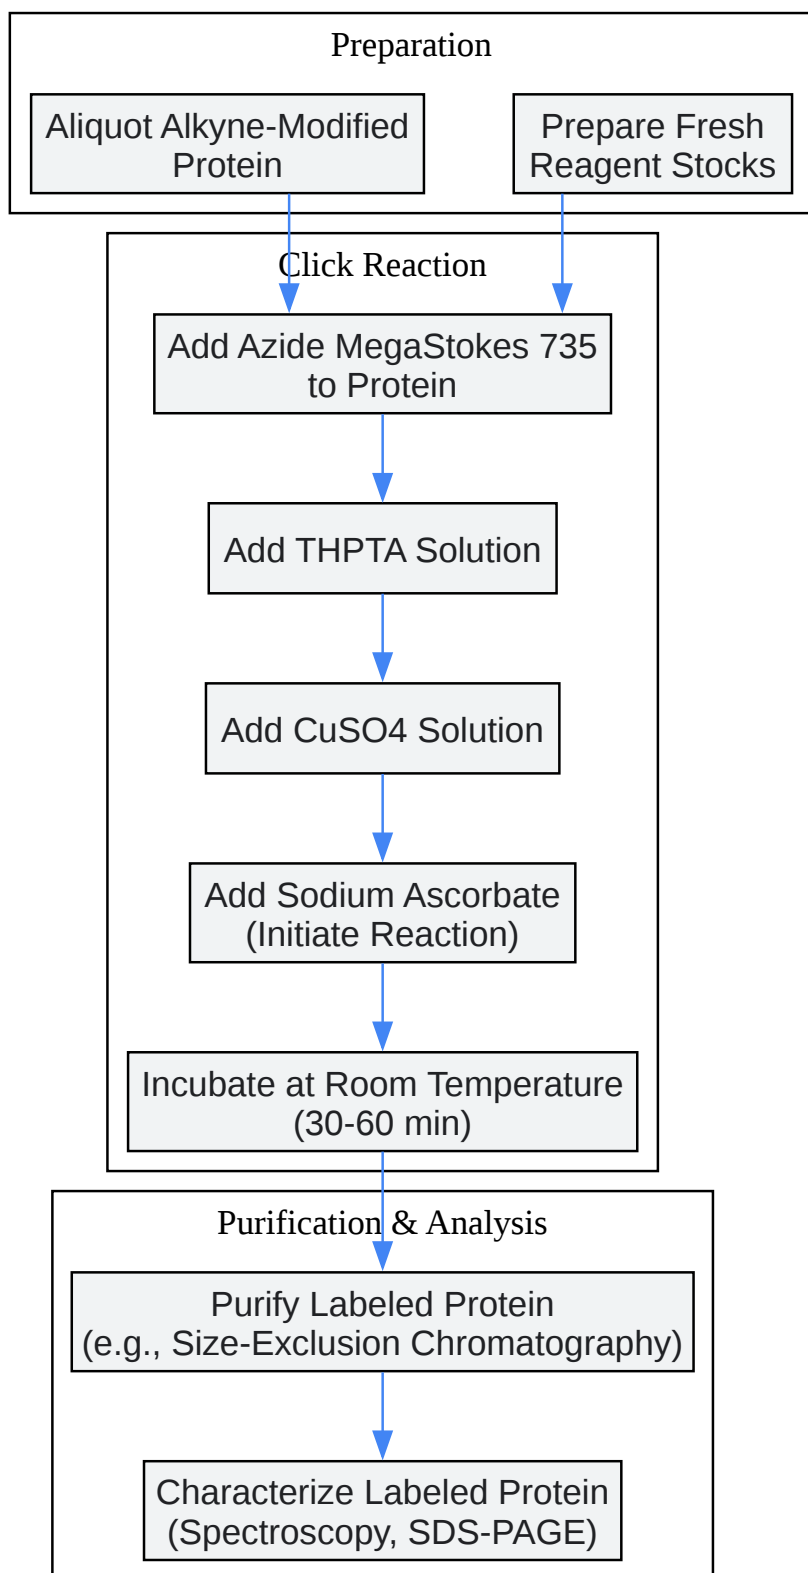 Preparation
Aliquot Alkyne-Modified
Protein
Prepare Fresh
Reagent Stocks
Click Reaction
Add Azide MegaStokes 735
to Protein
Add THPTA Solution
Add CuSO4 Solution
Add Sodium Ascorbate
(Initiate Reaction)
Incubate at Room Temperature
(30-60 min)
Purification & Analysis
Purify Labeled Protein
(e.g., Size-Exclusion Chromatography)
Characterize Labeled Protein
(Spectroscopy, SDS-PAGE)